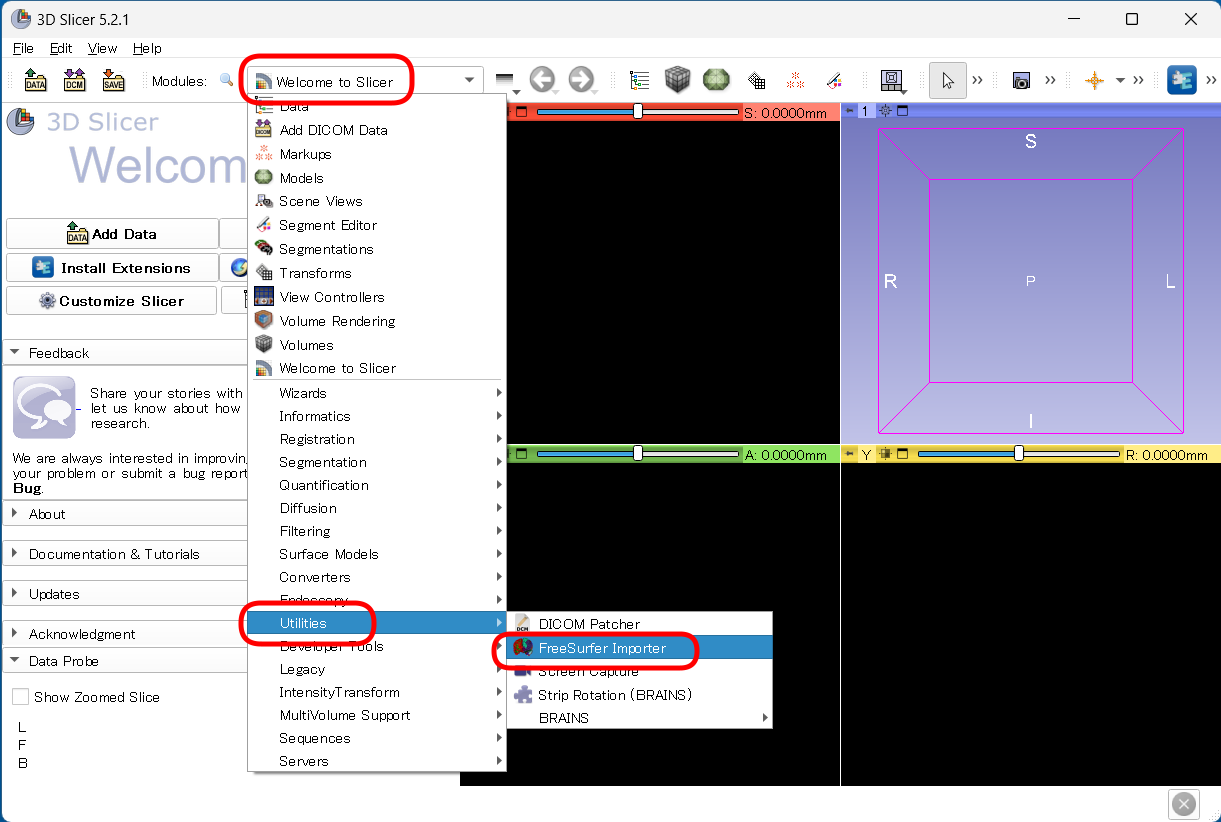 3D Slicer 5.2.1
File Edit View Help
DATA DCM SAVE Modules: Welcome to Slicer
3D Slicer
Welcom
Add Data
Install Extensions
Customize Slicer
Feedback
Share your stories with
let us know about how
research.
We are always interested in improvin
your problem or submit a bug report
Bug.
About
Documentation & Tutorials
Updates
Acknowledgment
Data Probe
Show Zoomed Slice
L
F
B
Data
Add DICOM Data
Markups
Models
Scene Views
Segment Editor
Segmentations
Transforms
View Controllers
Volume Rendering
Volumes
Welcome to Slicer
Wizards
Informatics
Registration
Segmentation
Quantification
Diffusion
Filtering
Surface Models
Converters
Endoscopy
Utilities
Developer Tools
Legacy
IntensityTransform
MultiVolume Support
Sequences
Servers
DICOM Patcher
FreeSurfer Importer
Screen Capture
Strip Rotation (BRAINS)
BRAINS
S: 0.0000mm
1
S
R
P
L
I
A: 0.0000mm
Y
R: 0.0000mm